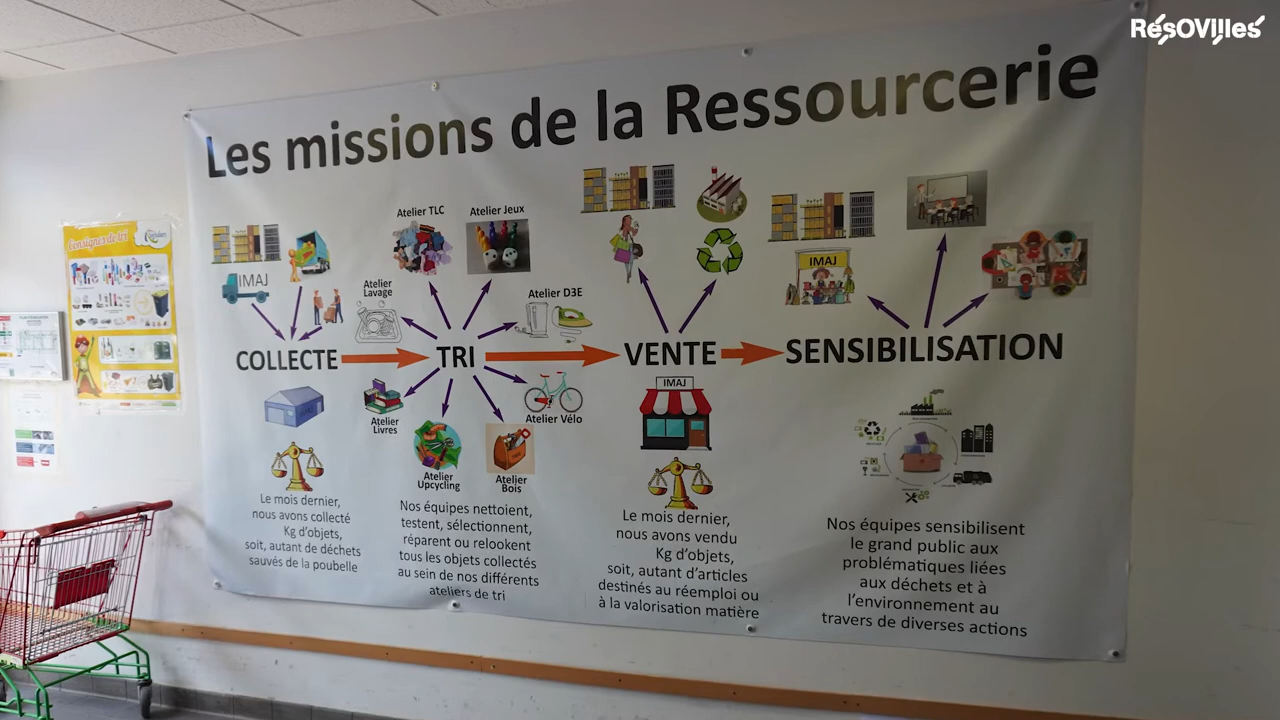 RésOVilles
Les missions de la Ressourcerie
Consignes de tri
Atelier TLC
Atelier Jeux
IMAJ
Atelier
Lavage
Atelier D3E
IMAJ
COLLECTE
TRI
VENTE
SENSIBILISATION
Atelier
Livres
Atelier
Upcycling
Atelier
Bois
Atelier Vélo
IMAJ
Le mois dernier,
nous avons collecté
Kg d'objets,
soit, autant de déchets
sauvés de la poubelle
Nos équipes nettoient,
testent, sélectionnent,
réparent ou relookent
tous les objets collectés
au sein de nos différents
ateliers de tri
Le mois dernier,
nous avons vendu
Kg d'objets,
soit, autant d'articles
destinés au réemploi ou
à la valorisation matière
Nos équipes sensibilisent
le grand public aux
problématiques liées
aux déchets et à
l'environnement au
travers de diverses actions